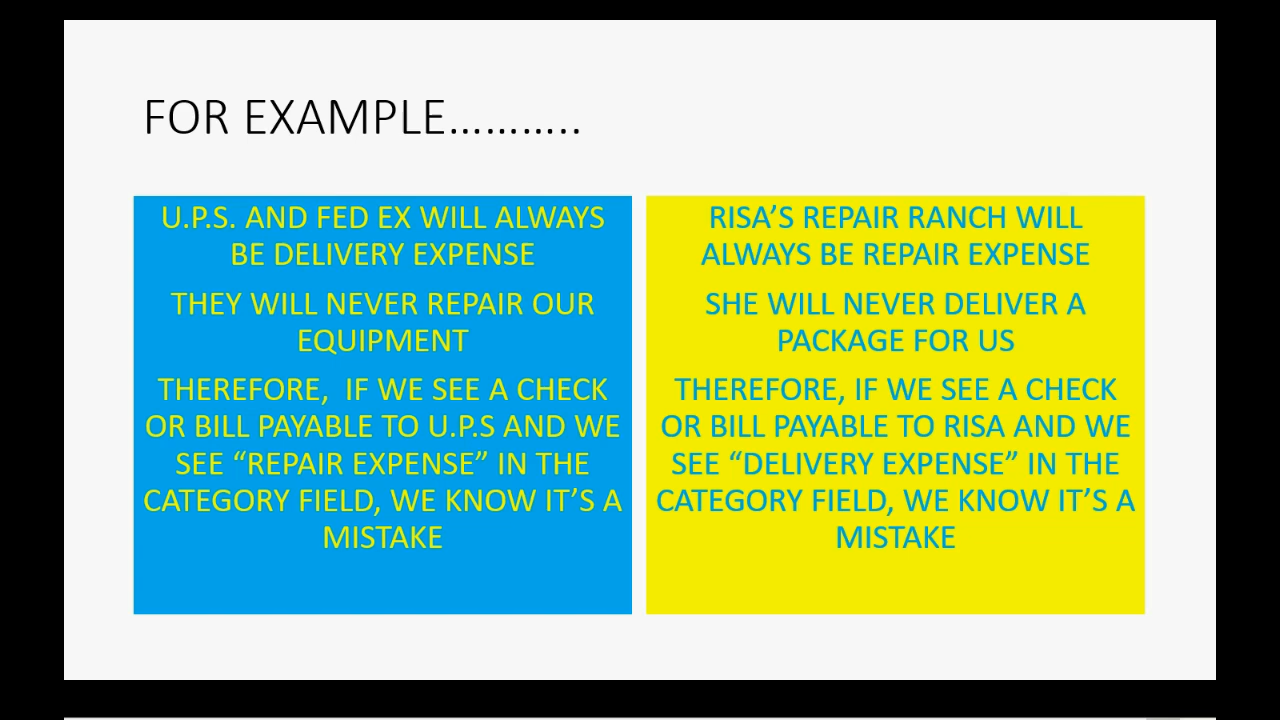 FOR EXAMPLE………..
U.P.S. AND FED EX WILL ALWAYS
BE DELIVERY EXPENSE
THEY WILL NEVER REPAIR OUR
EQUIPMENT
THEREFORE,  IF WE SEE A CHECK
OR BILL PAYABLE TO U.P.S AND WE
SEE “REPAIR EXPENSE” IN THE
CATEGORY FIELD, WE KNOW IT’S A
MISTAKE
RISA’S REPAIR RANCH WILL
ALWAYS BE REPAIR EXPENSE
SHE WILL NEVER DELIVER A
PACKAGE FOR US
THEREFORE, IF WE SEE A CHECK
OR BILL PAYABLE TO RISA AND WE
SEE “DELIVERY EXPENSE” IN THE
CATEGORY FIELD, WE KNOW IT’S A
MISTAKE